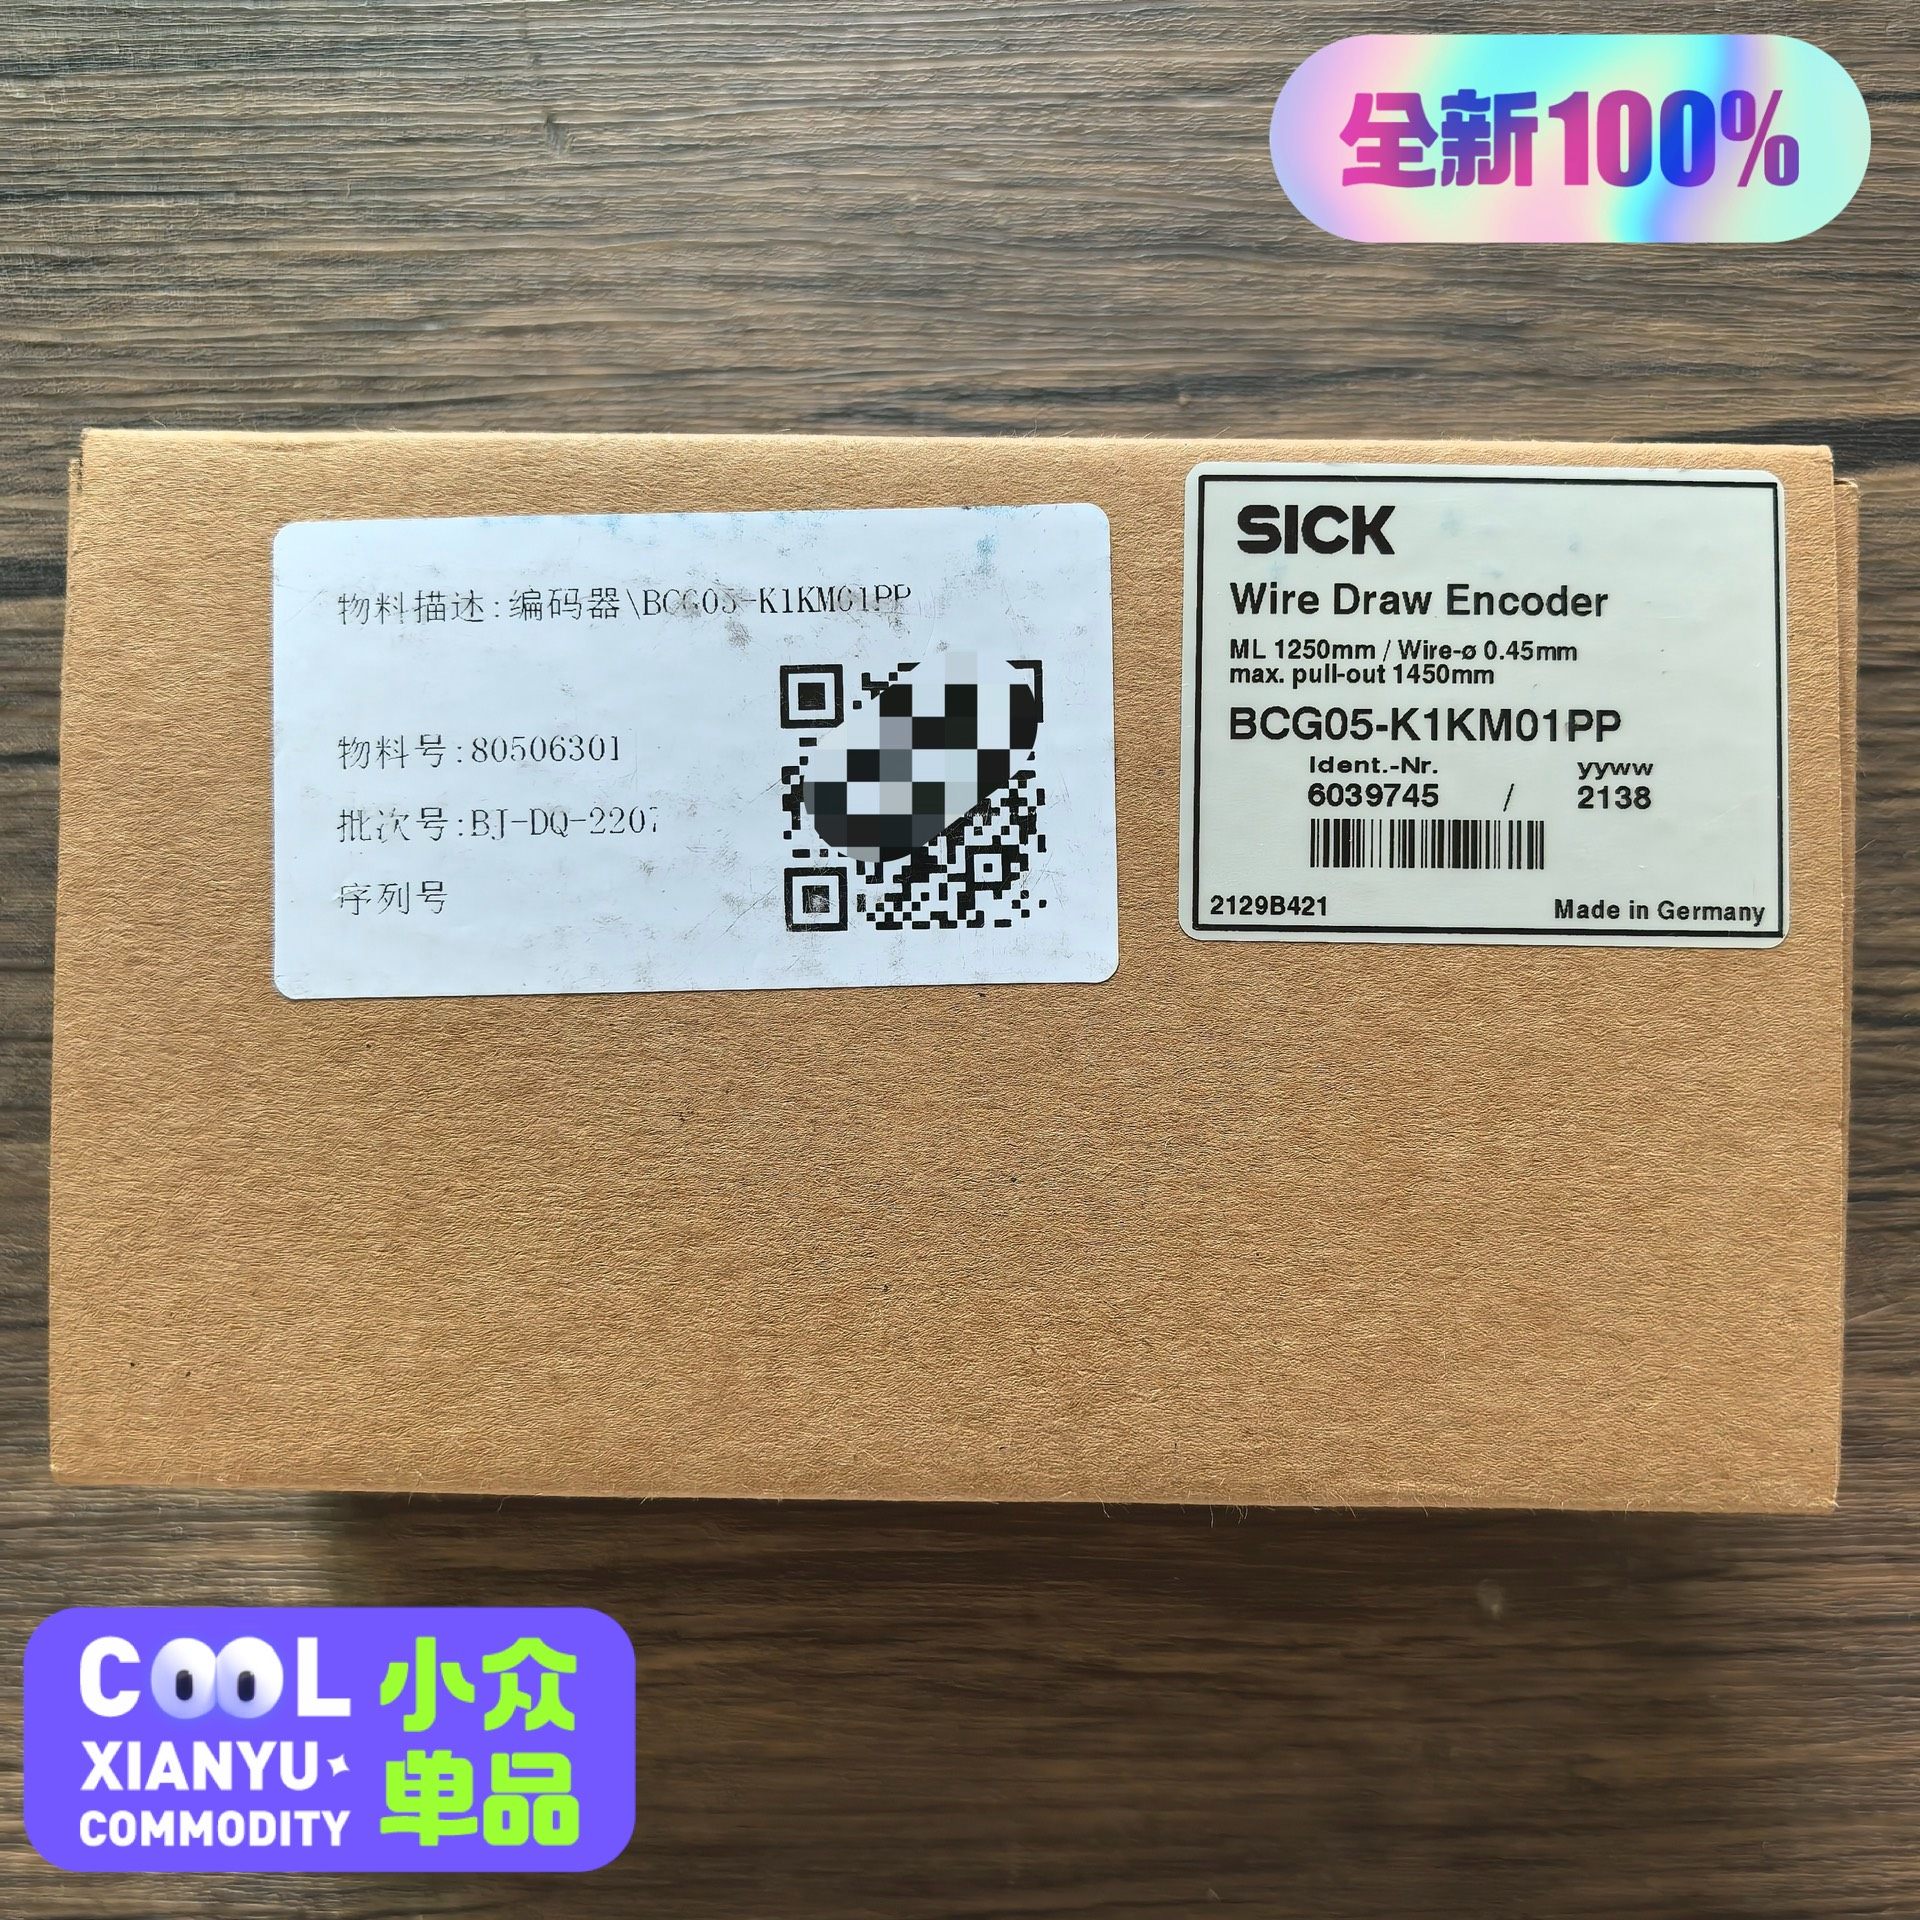 全新100%
物料描述:编码器\BCG05-K1KM01PP
物料号:80506301
批次号:BJ-DQ-2207
序列号
SICK
Wire Draw Encoder
ML 1250mm / Wire-ø 0.45mm
max. pull-out 1450mm
BCG05-K1KM01PP
Ident.-Nr. yyww
6039745 / 2138
2129B421 Made in Germany
COOL 小众
XIANYU 单品
COMMODITY